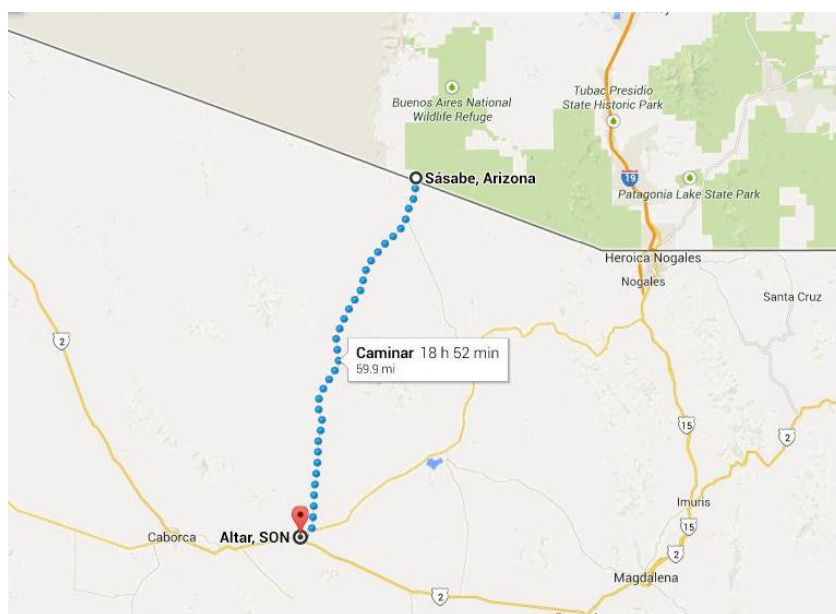 Buenos Aires National
Wildlife Refuge
Tubac Presidio
State Historic Park
Sásabe, Arizona
19
Patagonia Lake State Park
Heroica Nogales
Nogales
Santa Cruz
2
Caminar 18 h 52 min
59.9 mi
15
2
Imuris
15
Caborca
Altar, SON
2
Magdalena
2